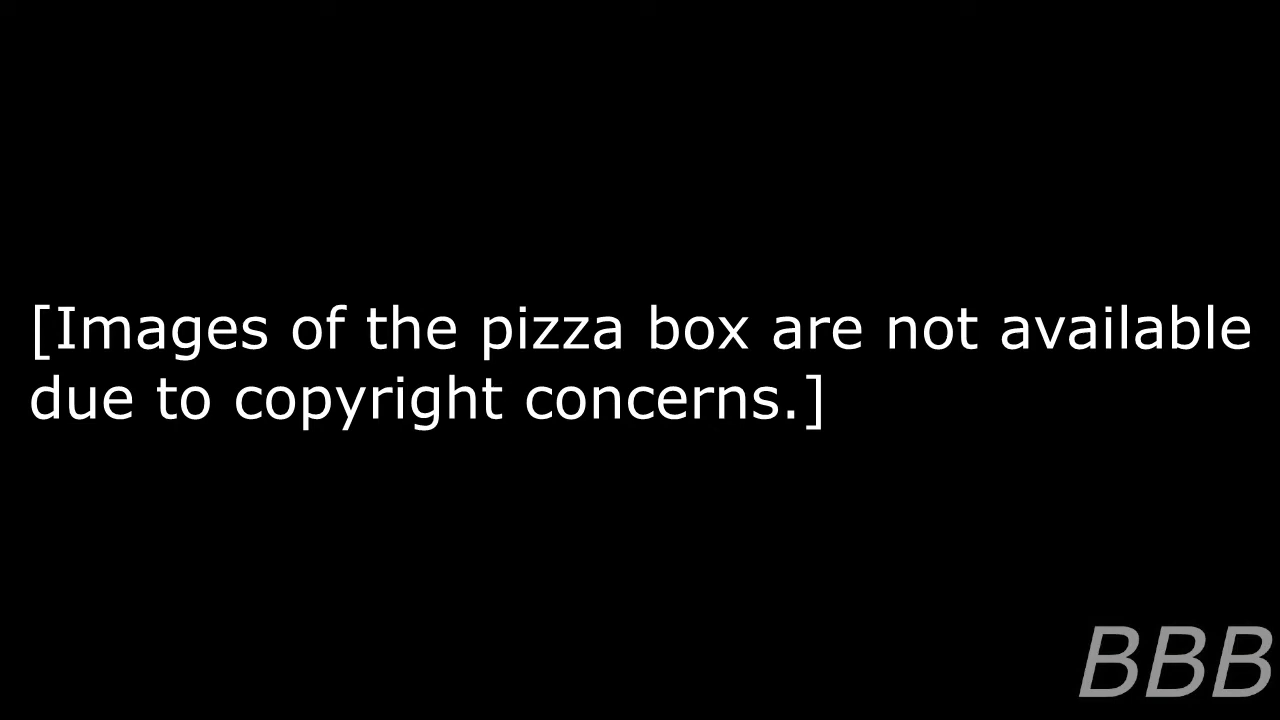 [Images of the pizza box are not available
due to copyright concerns.]
BBB